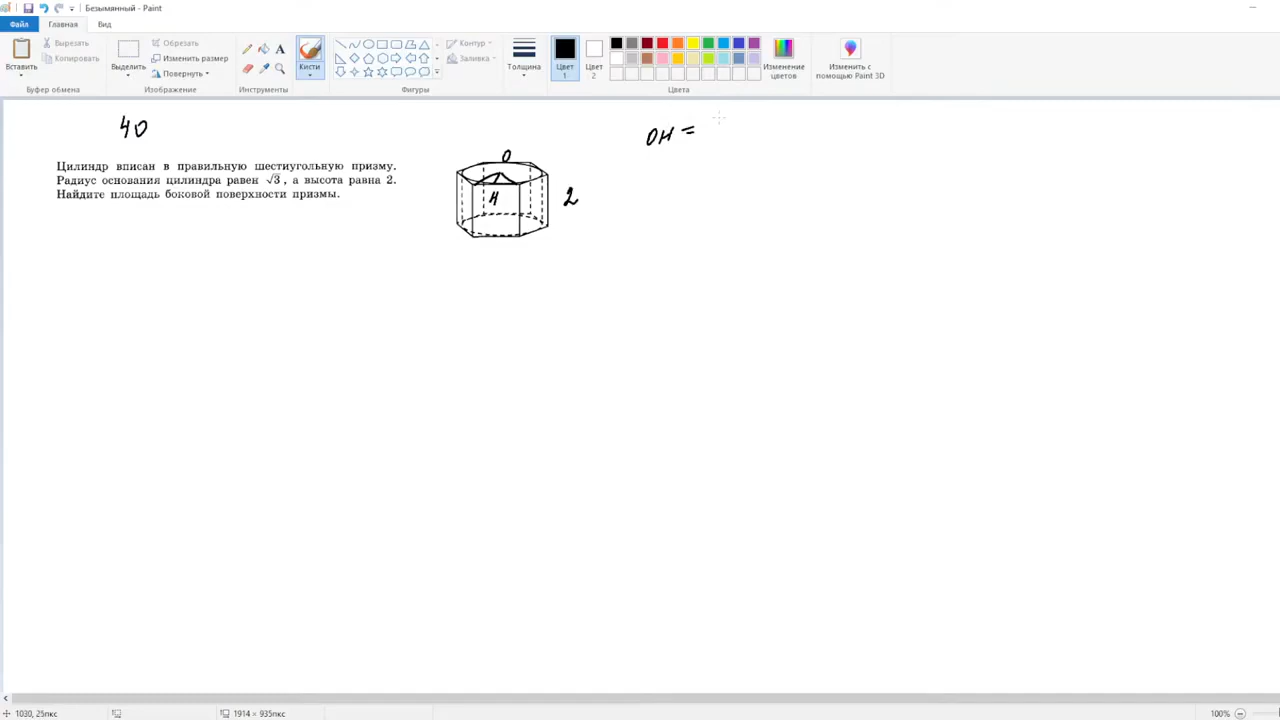 Безымянный - Paint
Файл
Главная
Вид
Вставить
Вырезать
Копировать
Буфер обмена
Выделить
Обрезать
Изменить размер
Повернуть
Изображение
A
Инструменты
Кисти
Контур
Заливка
Фигуры
Толщина
Цвет 1
Цвет 2
Цвета
Изменение цветов
Изменить с помощью Paint 3D
40
Цилиндр вписан в правильную шестиугольную призму.
Радиус основания цилиндра равен √3, а высота равна 2.
Найдите площадь боковой поверхности призмы.
O
H
2
OH =
1030, 25пкс
1914 × 935пкс
100%